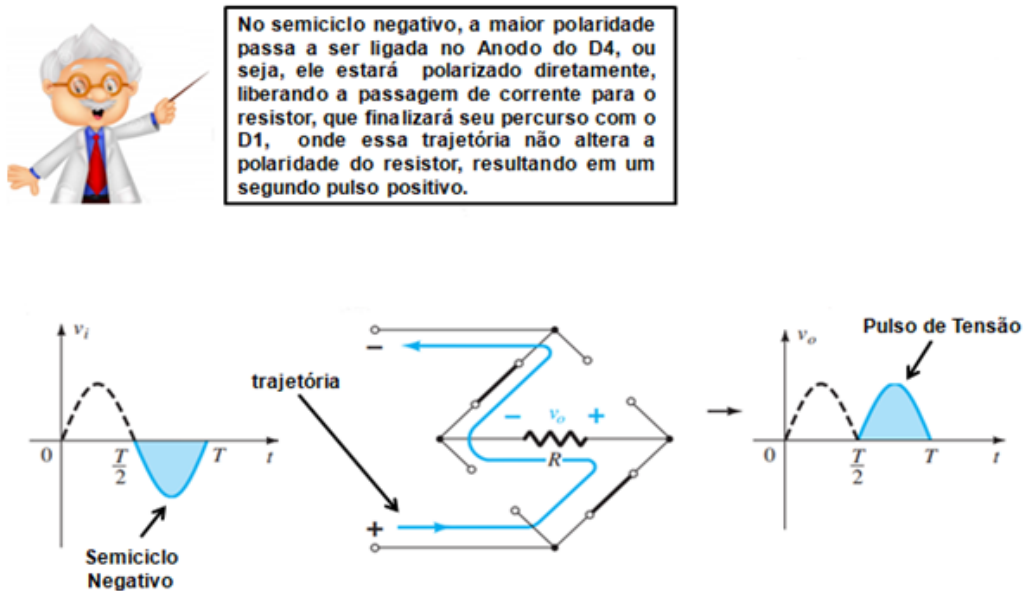 No semiciclo negativo, a maior polaridade
passa a ser ligada no Anodo do D4, ou
seja, ele estará polarizado diretamente,
liberando a passagem de corrente para o
resistor, que finalizará seu percurso com o
D1, onde essa trajetória não altera a
polaridade do resistor, resultando em um
segundo pulso positivo.
vi
0
T/2
T
t
Semiciclo
Negativo
trajetória
−
− vo +
R
+
Pulso de Tensão
vo
0
T/2
T
t